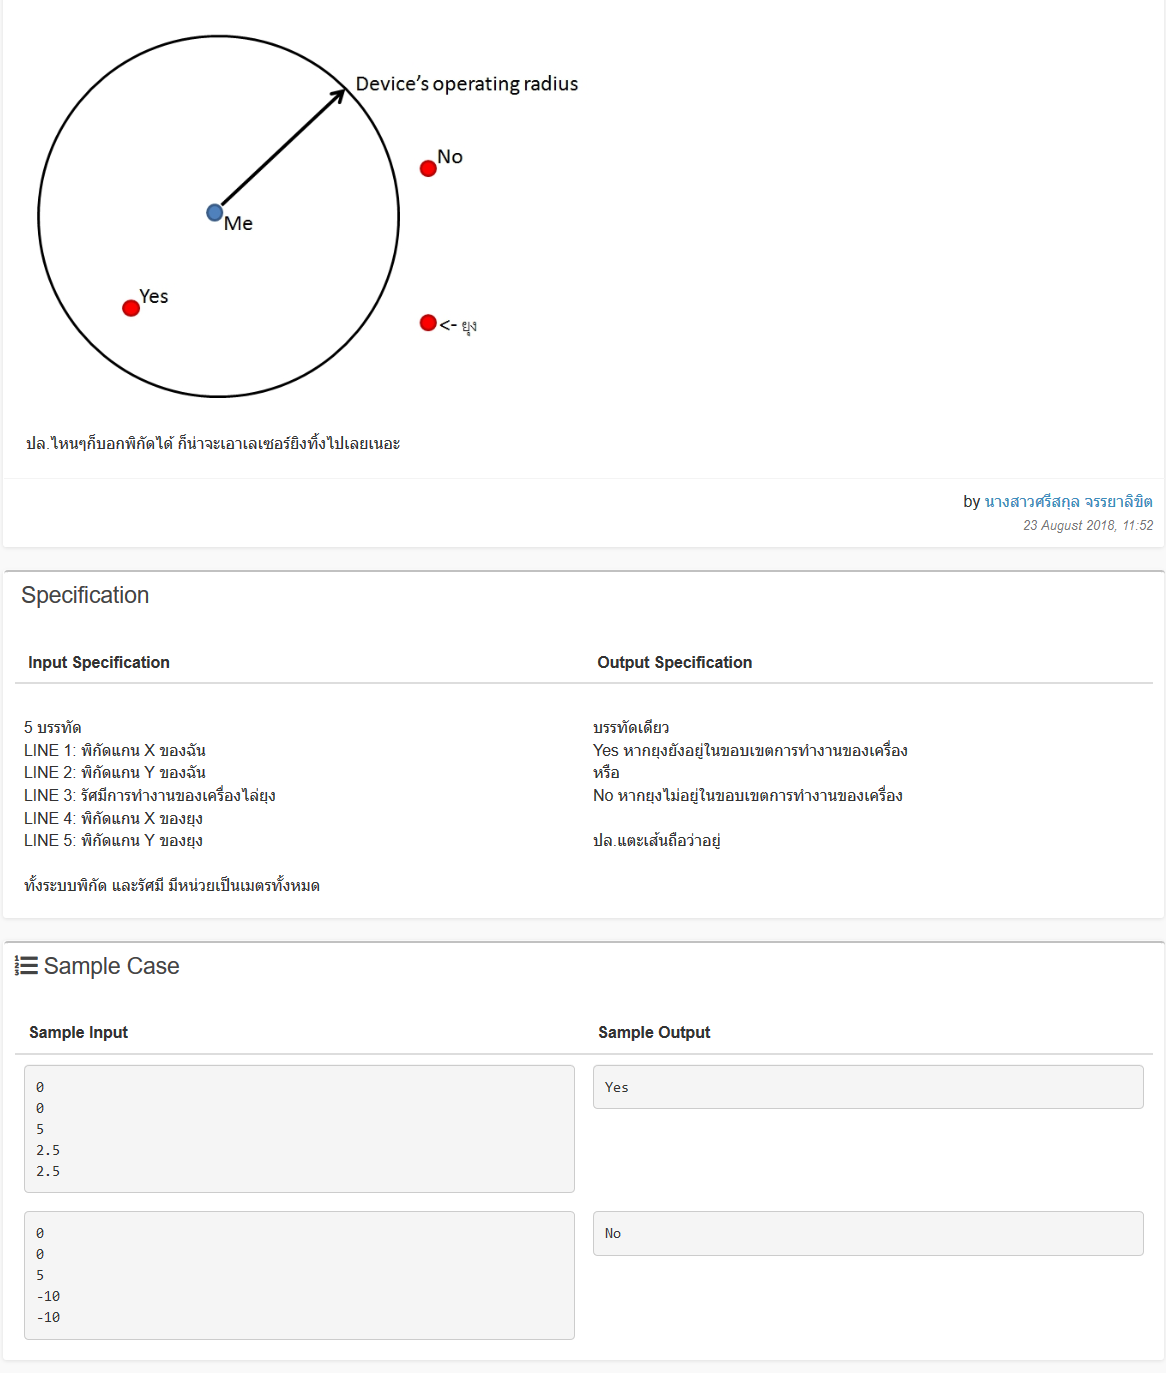 Device's operating radius
No
Me
Yes
<- ยุง
ปล.ไหนๆก็บอกพิกัดได้ ก็น่าจะเอาเลเซอร์ยิงทิ้งไปเลยเนอะ
by นางสาวศรีสกุล จรรยาลิขิต
23 August 2018, 11:52
Specification
Input Specification
5 บรรทัด
LINE 1: พิกัดแกน X ของฉัน
LINE 2: พิกัดแกน Y ของฉัน
LINE 3: รัศมีการทำงานของเครื่องไล่ยุง
LINE 4: พิกัดแกน X ของยุง
LINE 5: พิกัดแกน Y ของยุง
ทั้งระบบพิกัด และรัศมี มีหน่วยเป็นเมตรทั้งหมด
Output Specification
บรรทัดเดียว
Yes หากยุงยังอยู่ในขอบเขตการทำงานของเครื่อง
หรือ
No หากยุงไม่อยู่ในขอบเขตการทำงานของเครื่อง
ปล.แตะเส้นถือว่าอยู่
Sample Case
Sample Input
Sample Output
0
0
5
2.5
2.5
Yes
0
0
5
-10
-10
No